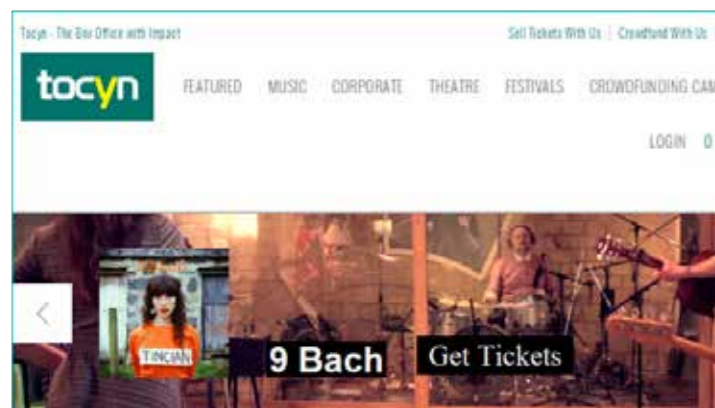 Tocyn - The Box Office with Impact
Sell Tickets With Us | Crowdfund With Us
tocyn
FEATURED MUSIC CORPORATE THEATRE FESTIVALS CROWDFUNDING CAM
LOGIN 0
TINCIAN
9 Bach
Get Tickets